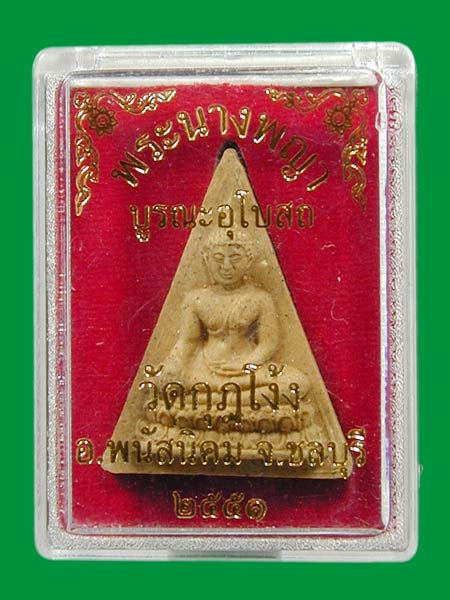 พระนางพญา
บูรณะอุโบสถ
วัดกูฎโง้ง
อ.พนัสนิคม จ.ชลบุรี
๒๕๕๑